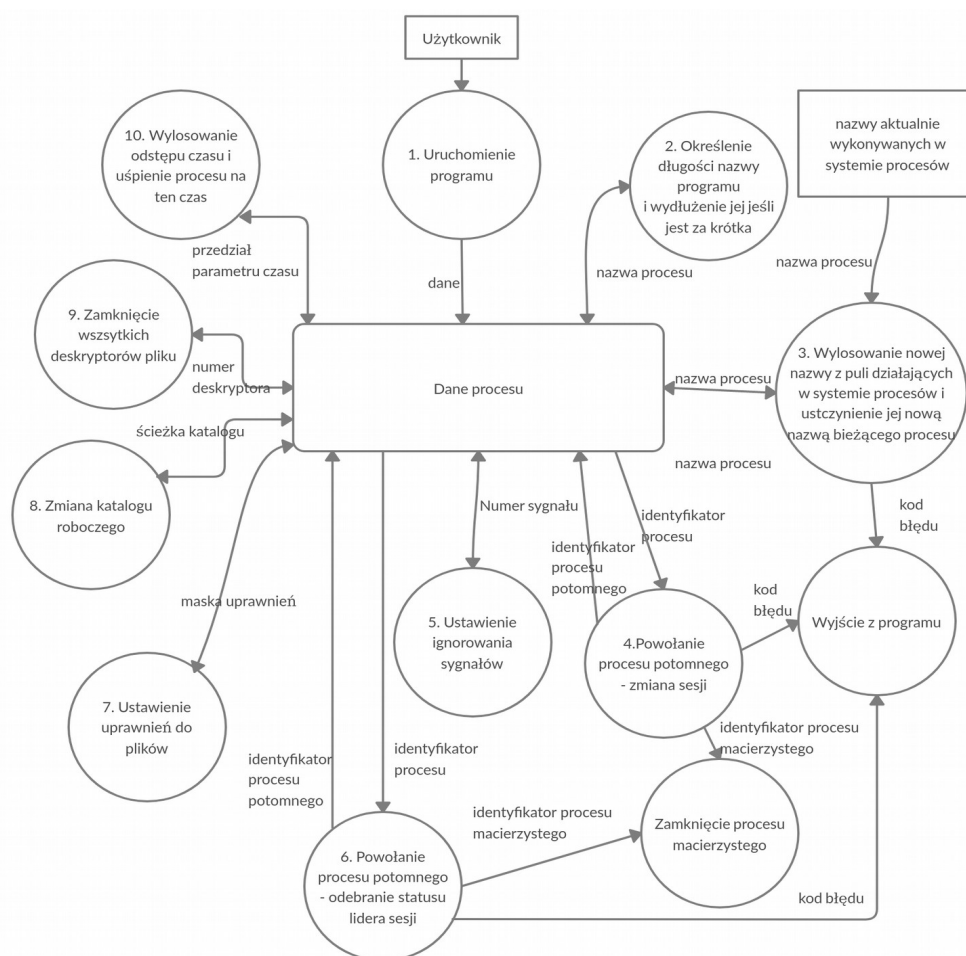 Użytkownik
10. Wylosowanie
odstępu czasu i
uśpienie procesu na
ten czas
1. Uruchomienie
programu
2. Określenie
długości nazwy
programu
i wydłużenie jej jeśli
jest za krótka
nazwy aktualnie
wykonywanych w
systemie procesów
przedział
parametru czasu
dane
nazwa procesu
nazwa procesu
9. Zamknięcie
wszsytkich
deskryptorów pliku
numer
deskryptora
Dane procesu
nazwa procesu
3. Wylosowanie nowej
nazwy z puli działających
w systemie procesów i
ustczynienie jej nową
nazwą bieżącego procesu
ścieżka katalogu
nazwa procesu
8. Zmiana katalogu
roboczego
Numer sygnału
identyfikator
procesu
kod
błędu
identyfikator
procesu
potomnego
maska uprawnień
5. Ustawienie
ignorowania
sygnałów
4.Powołanie
procesu potomnego
- zmiana sesji
kod
błędu
Wyjście z programu
7. Ustawienie
uprawnień do
plików
identyfikator
procesu
potomnego
identyfikator
procesu
identyfikator procesu
macierzystego
identyfikator procesu
macierzystego
Zamknięcie procesu
macierzystego
6. Powołanie
procesu potomnego
- odebranie statusu
lidera sesji
kod błędu